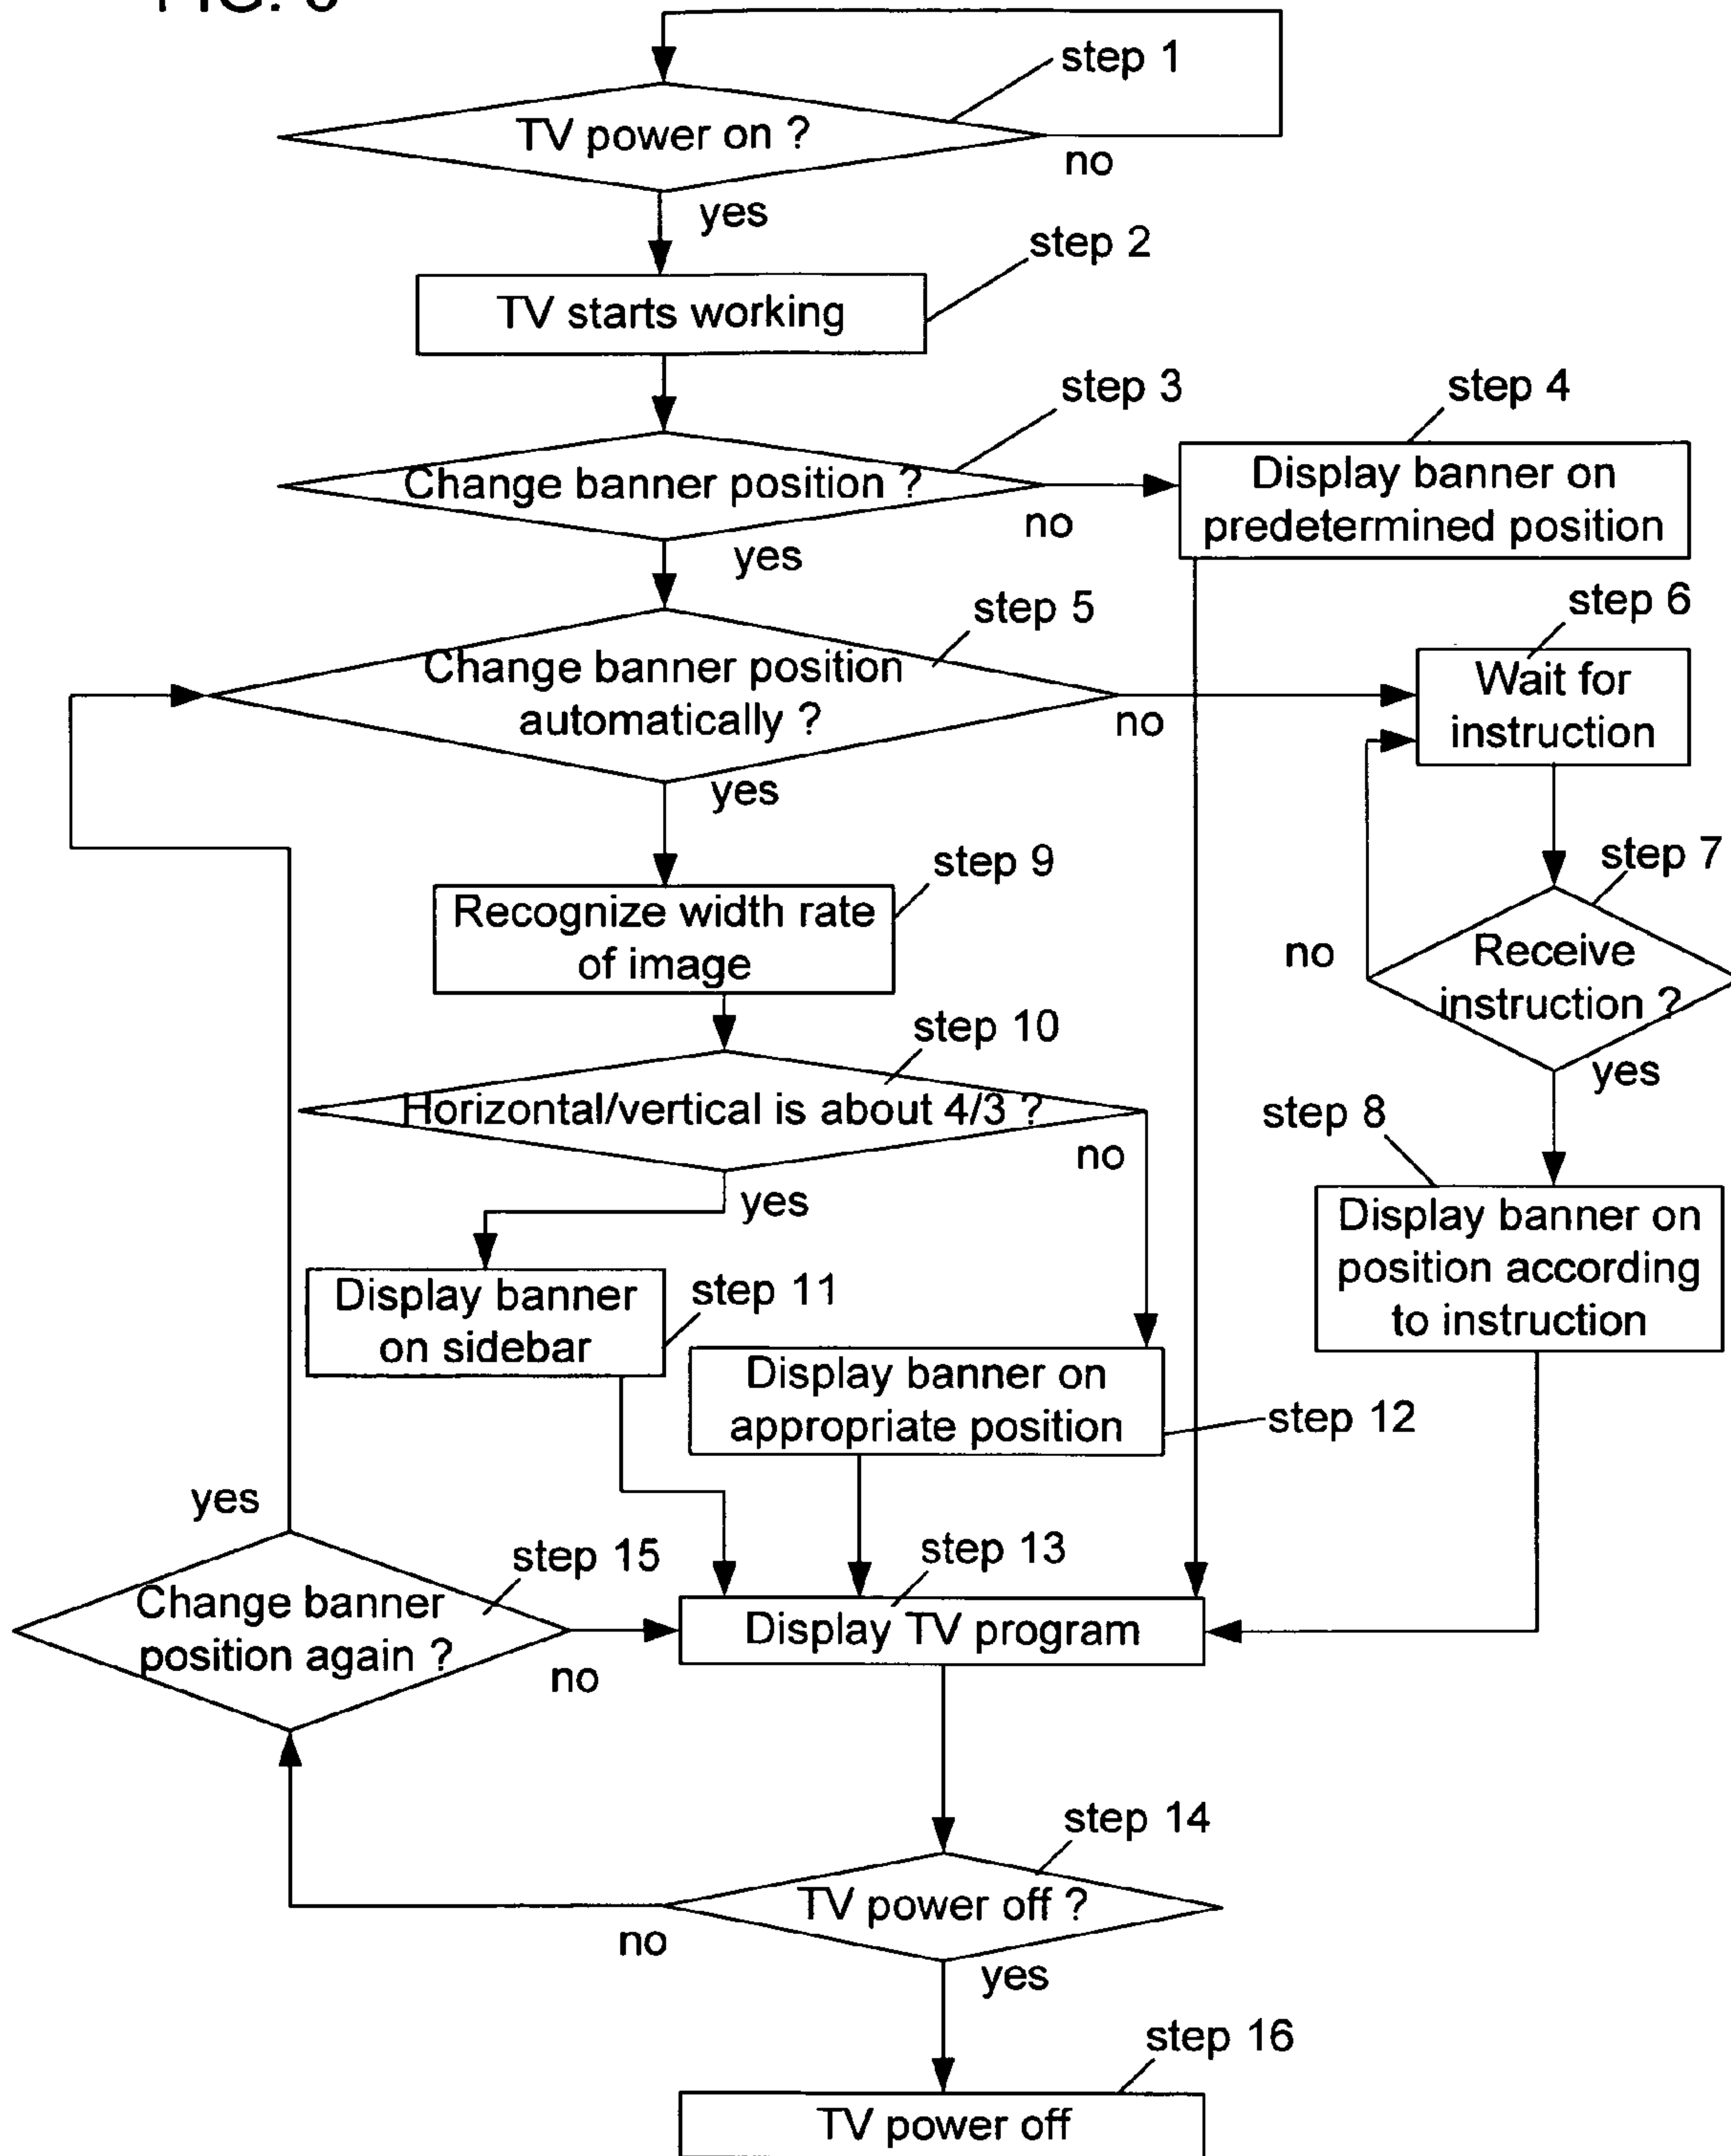 step 1
TV power on ?
no
yes
step 2
TV starts working
step 3
step 4
Change banner position ?
no
Display banner on
predetermined position
yes
step 5
step 6
Change banner position
automatically ?
no
Wait for
instruction
yes
step 9
step 7
Recognize width rate
of image
no
Receive
instruction ?
step 10
yes
Horizontal/vertical is about 4/3 ?
no
step 8
yes
Display banner on
position according
to instruction
Display banner
on sidebar
step 11
Display banner on
appropriate position
step 12
yes
step 15
step 13
Change banner
position again ?
no
Display TV program
step 14
TV power off ?
no
yes
step 16
TV power off